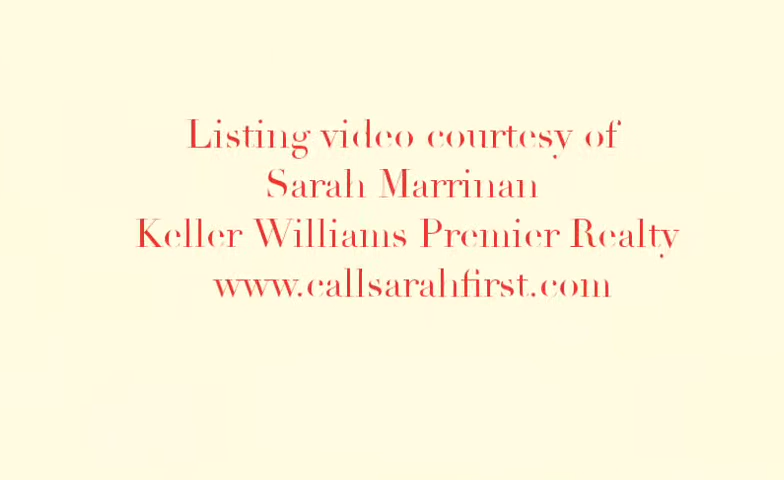 Listing video courtesy of
Sarah Marrinan
Keller Williams Premier Realty
www.callsarahfirst.com